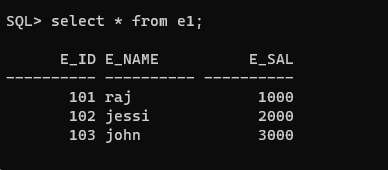 SQL> select * from e1;
      E_ID E_NAME          E_SAL
---------- ---------- ----------
       101 raj              1000
       102 jessi            2000
       103 john             3000